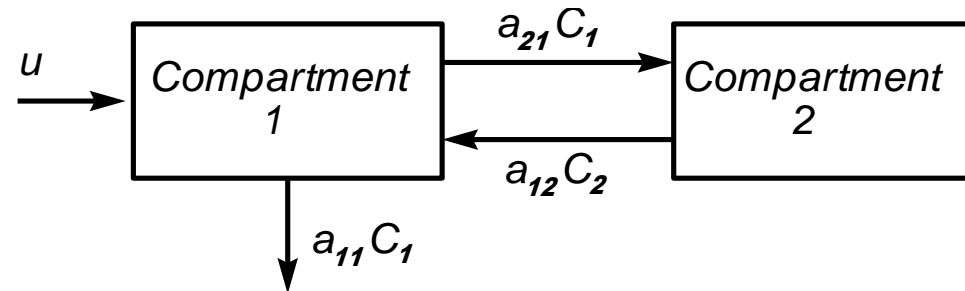 u
Compartment
1
a₂₁C₁
a₁₂C₂
Compartment
2
a₁₁C₁